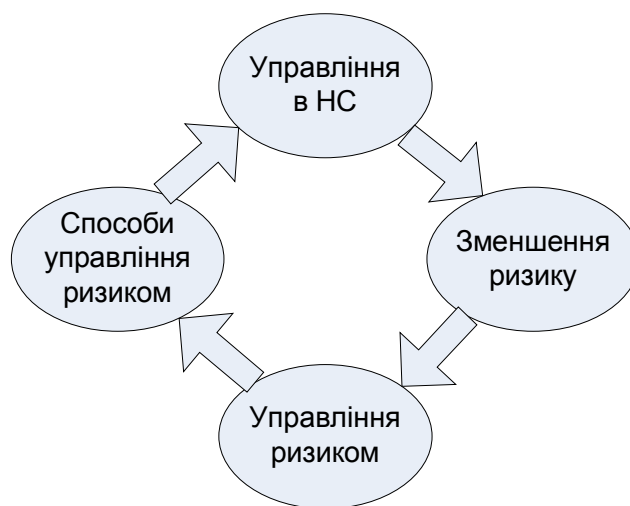 Управління
в НС
Способи
управління
ризиком
Зменшення
ризику
Управління
ризиком